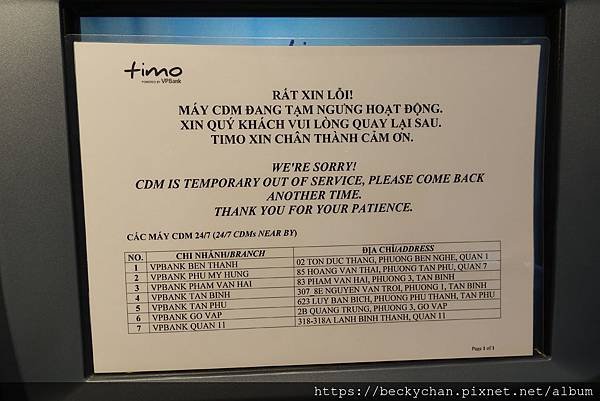 timo
timo
POWERED BY VPBank
RẤT XIN LỖI!
MÁY CDM ĐANG TẠM NGƯNG HOẠT ĐỘNG.
XIN QUÝ KHÁCH VUI LÒNG QUAY LẠI SAU.
TIMO XIN CHÂN THÀNH CẢM ƠN.
WE'RE SORRY!
CDM IS TEMPORARY OUT OF SERVICE, PLEASE COME BACK
ANOTHER TIME.
THANK YOU FOR YOUR PATIENCE.
CÁC MÁY CDM 24/7 (24/7 CDMs NEAR BY)
NO. CHI NHÁNH/BRANCH ĐỊA CHỈ/ADDRESS
1 VPBANK BEN THANH 02 TON DUC THANG, PHUONG BEN NGHE, QUAN 1
2 VPBANK PHU MY HUNG 85 HOANG VAN THAI, PHUONG TAN PHU, QUAN 7
3 VPBANK PHAM VAN HAI 83 PHAM VAN HAI, PHUONG 3, TAN BINH
4 VPBANK TAN BINH 307 8E NGUYEN VAN TROI, PHUONG 1, TAN BINH
5 VPBANK TAN PHU 623 LUY BAN BICH, PHUONG PHU THANH, TAN PHU
6 VPBANK GO VAP 2B QUANG TRUNG, PHUONG 3, GO VAP
7 VPBANK QUAN 11 318-318A LANH BINH THANH, QUAN 11
Page 1 of 1
https://beckychan.pixnet.net/album